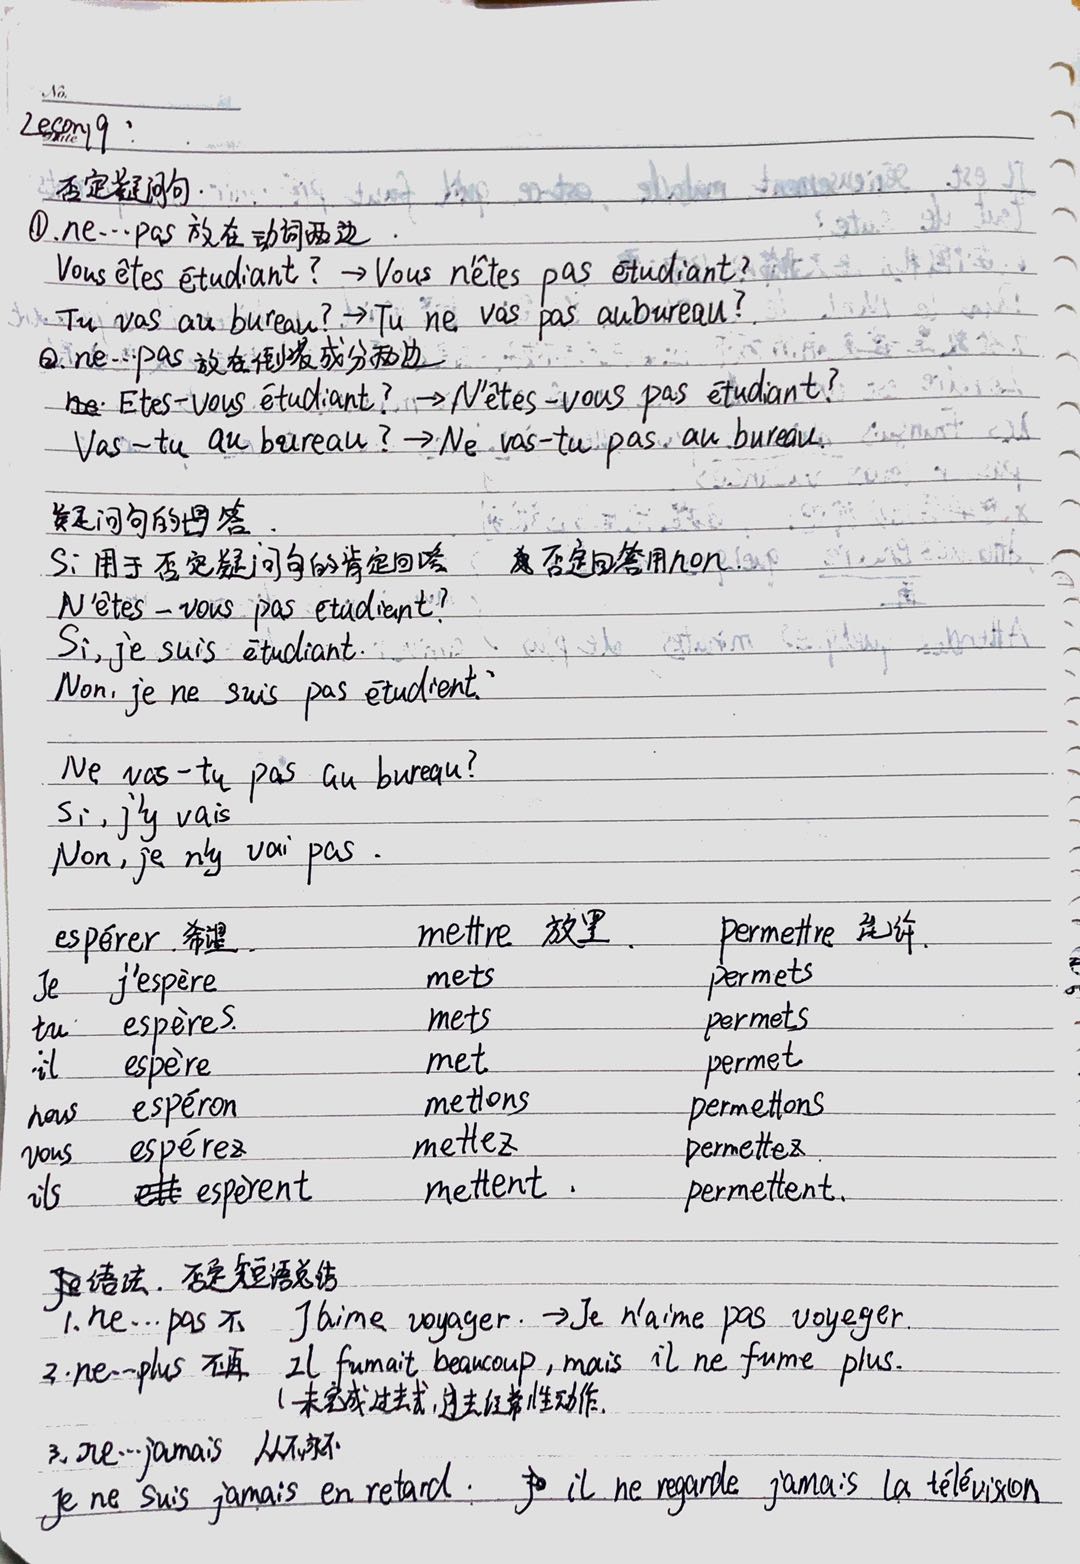 No.
Leçon 19:
否定疑问句.
①.ne...pas 放在动词两边.
Vous êtes étudiant? → Vous n'êtes pas étudiant?
Tu vas au bureau? → Tu ne vas pas au bureau?
②.ne...pas 放在倒装成分两边
Etes-vous étudiant? → N'êtes-vous pas étudiant?
Vas-tu au bureau? → Ne vas-tu pas au bureau.
疑问句的回答.
Si 用于否定疑问句的肯定回答 否定回答用non.
N'êtes-vous pas etudient?
Si, je suis étudiant.
Non, je ne suis pas étudient.
Ne vas-tu pas au bureau?
Si, j'y vais
Non, je n'y vai pas.
espérer 希望. mettre 放置. permettre 允许.
Je j'espère mets permets
tu espères. mets permets
il espère met permet
nous espéron mettons permettons
vous espérez mettez permettez.
ils espèrent mettent. permettent.
语法. 否定短语总结
1.ne...pas 不 J'aime voyager. → Je n'aime pas voyeger.
2.ne...plus 不再 Il fumait beaucoup, mais il ne fume plus.
未完成过去式,过去经常性动作.
3.ne...jamais 从不
je ne suis jamais en retard. il ne regarde jamais la télévision